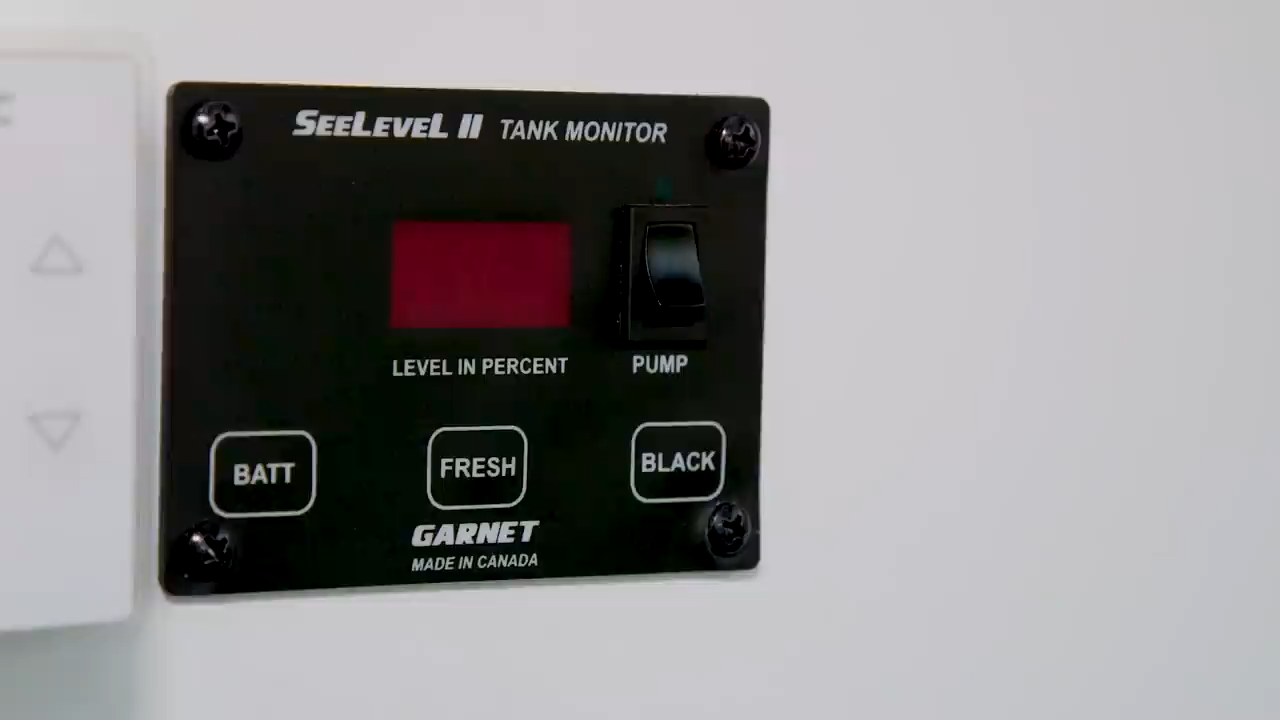 SEELEVEL II TANK MONITOR
LEVEL IN PERCENT
PUMP
BATT
FRESH
BLACK
GARNET
MADE IN CANADA